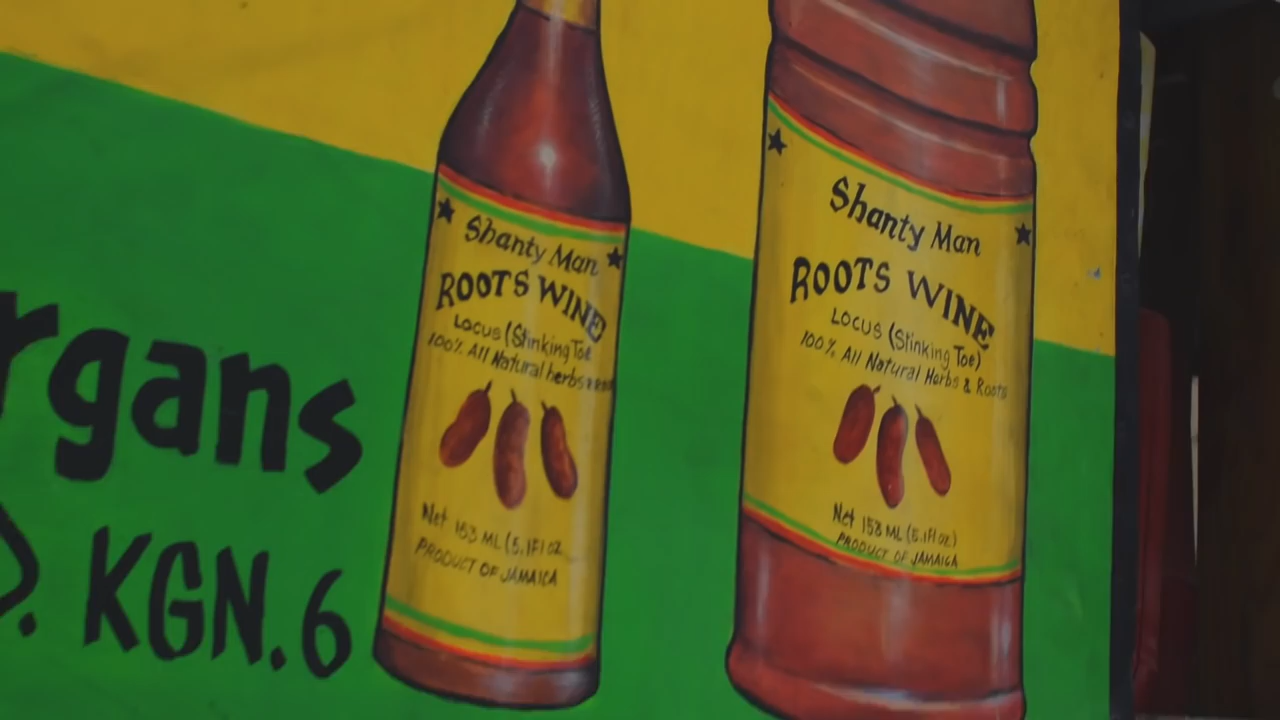 rgans
. KGN.6
Shanty Man
ROOTS WINE
Locus (Stinking Toe
100% All Natural herbs &
Net 153 ML (5.1Fl oz
PRODUCT OF JAMAICA
Shanty Man
ROOTS WINE
Locus (Stinking Toe)
100% All Natural Herbs & Roots
Net 153 ML (5.1Fl oz)
PRODUCT OF JAMAICA